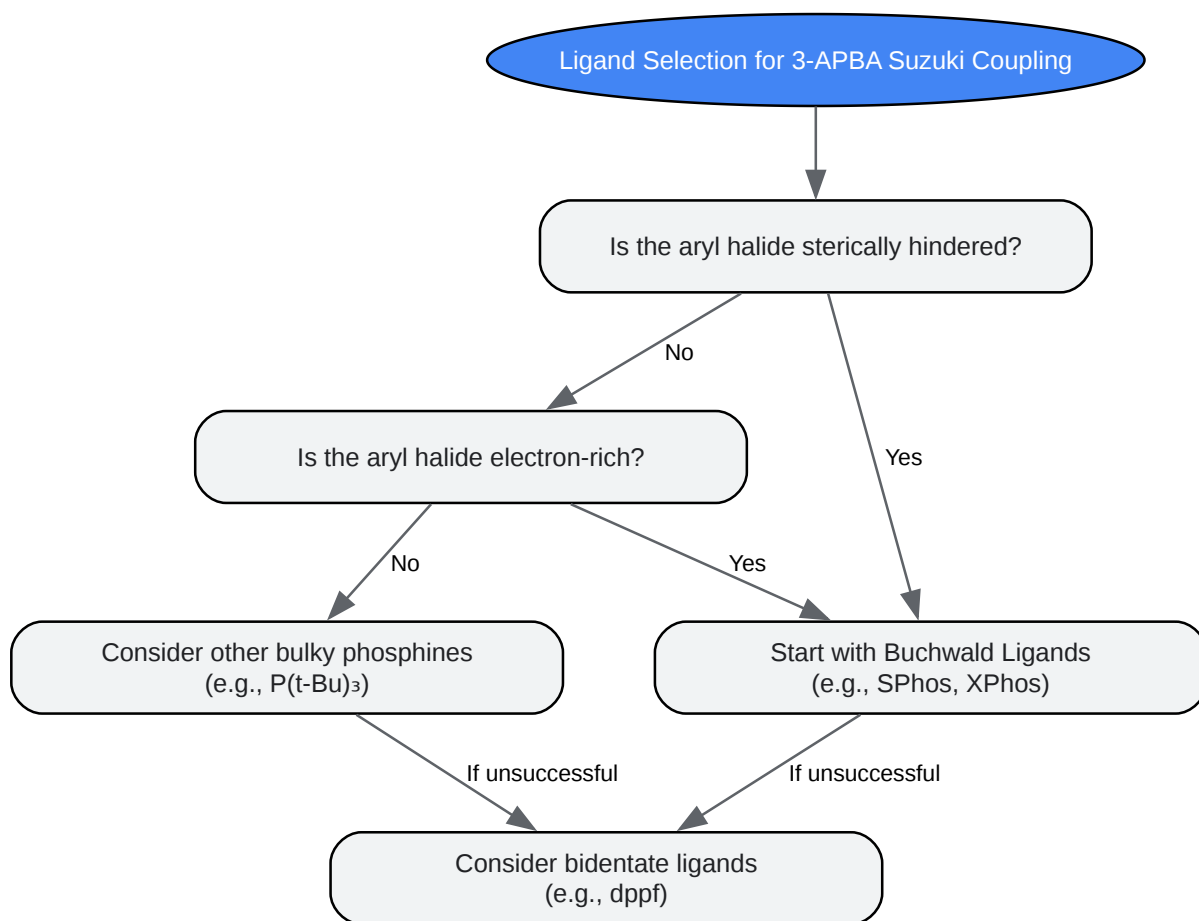 Ligand Selection for 3-APBA Suzuki Coupling
Is the aryl halide sterically hindered?
No
Yes
Is the aryl halide electron-rich?
No
Yes
Consider other bulky phosphines
(e.g., P(t-Bu)₃)
Start with Buchwald Ligands
(e.g., SPhos, XPhos)
If unsuccessful
If unsuccessful
Consider bidentate ligands
(e.g., dppf)